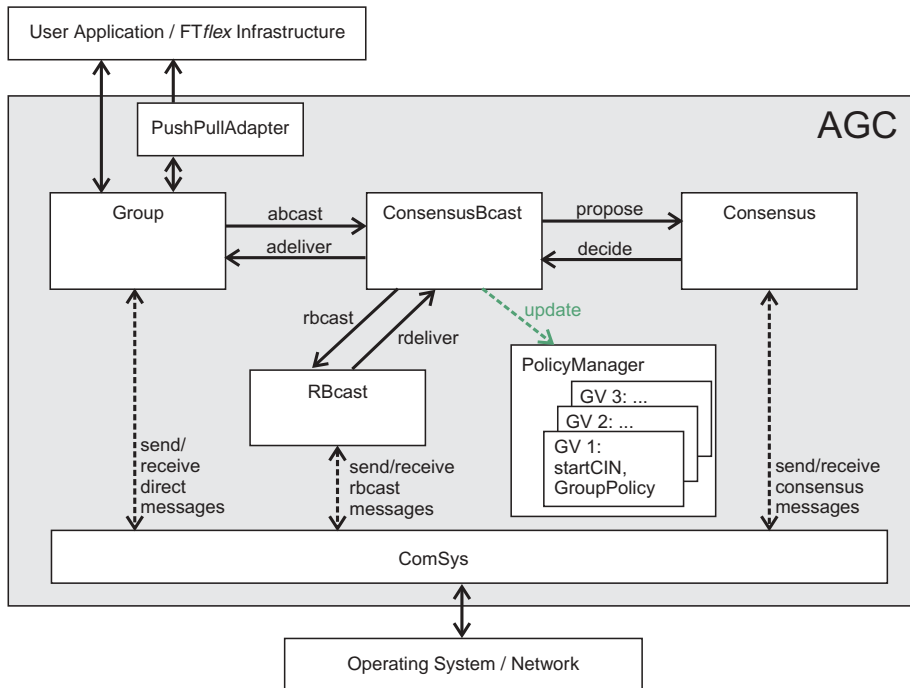 User Application / FTflex Infrastructure
AGC
PushPullAdapter
Group
abcast
adeliver
ConsensusBcast
propose
decide
Consensus
rbcast
rdeliver
update
RBcast
PolicyManager
GV 3: ...
GV 2: ...
GV 1:
startCIN,
GroupPolicy
send/
receive
direct
messages
send/receive
rbcast
messages
send/receive
consensus
messages
ComSys
Operating System / Network